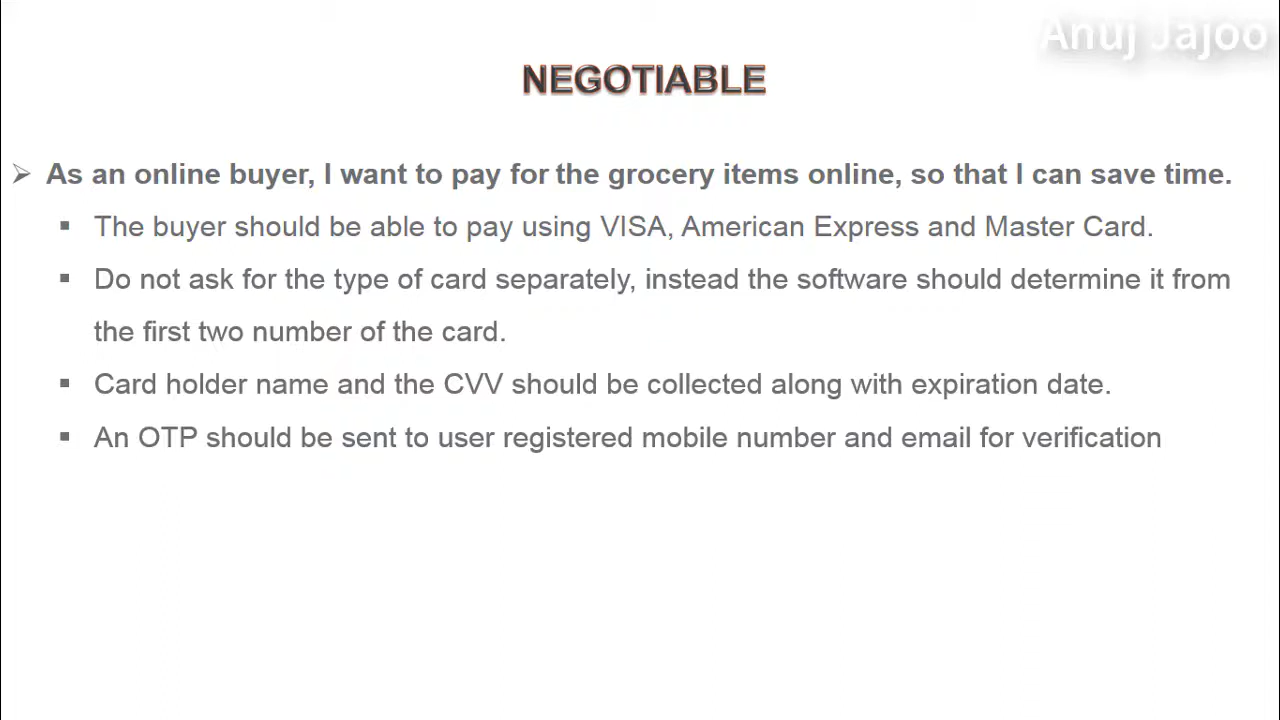 Anuj Jajoo
NEGOTIABLE
➢ As an online buyer, I want to pay for the grocery items online, so that I can save time.
▪ The buyer should be able to pay using VISA, American Express and Master Card.
▪ Do not ask for the type of card separately, instead the software should determine it from
the first two number of the card.
▪ Card holder name and the CVV should be collected along with expiration date.
▪ An OTP should be sent to user registered mobile number and email for verification